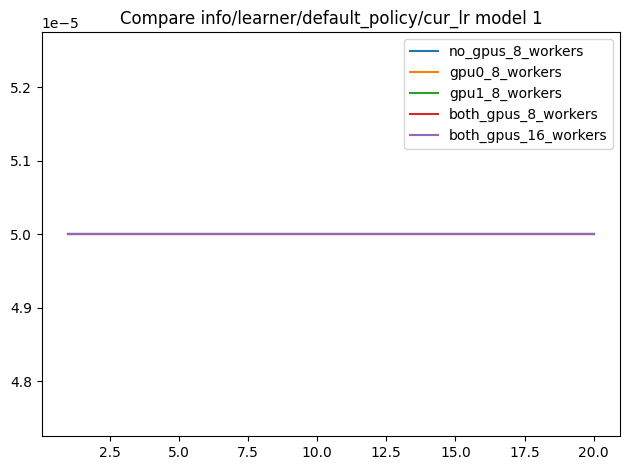 Compare info/learner/default_policy/cur_lr model 1
1e−5
no_gpus_8_workers
gpu0_8_workers
gpu1_8_workers
both_gpus_8_workers
both_gpus_16_workers
5.2
5.1
5.0
4.9
4.8
2.5 5.0 7.5 10.0 12.5 15.0 17.5 20.0